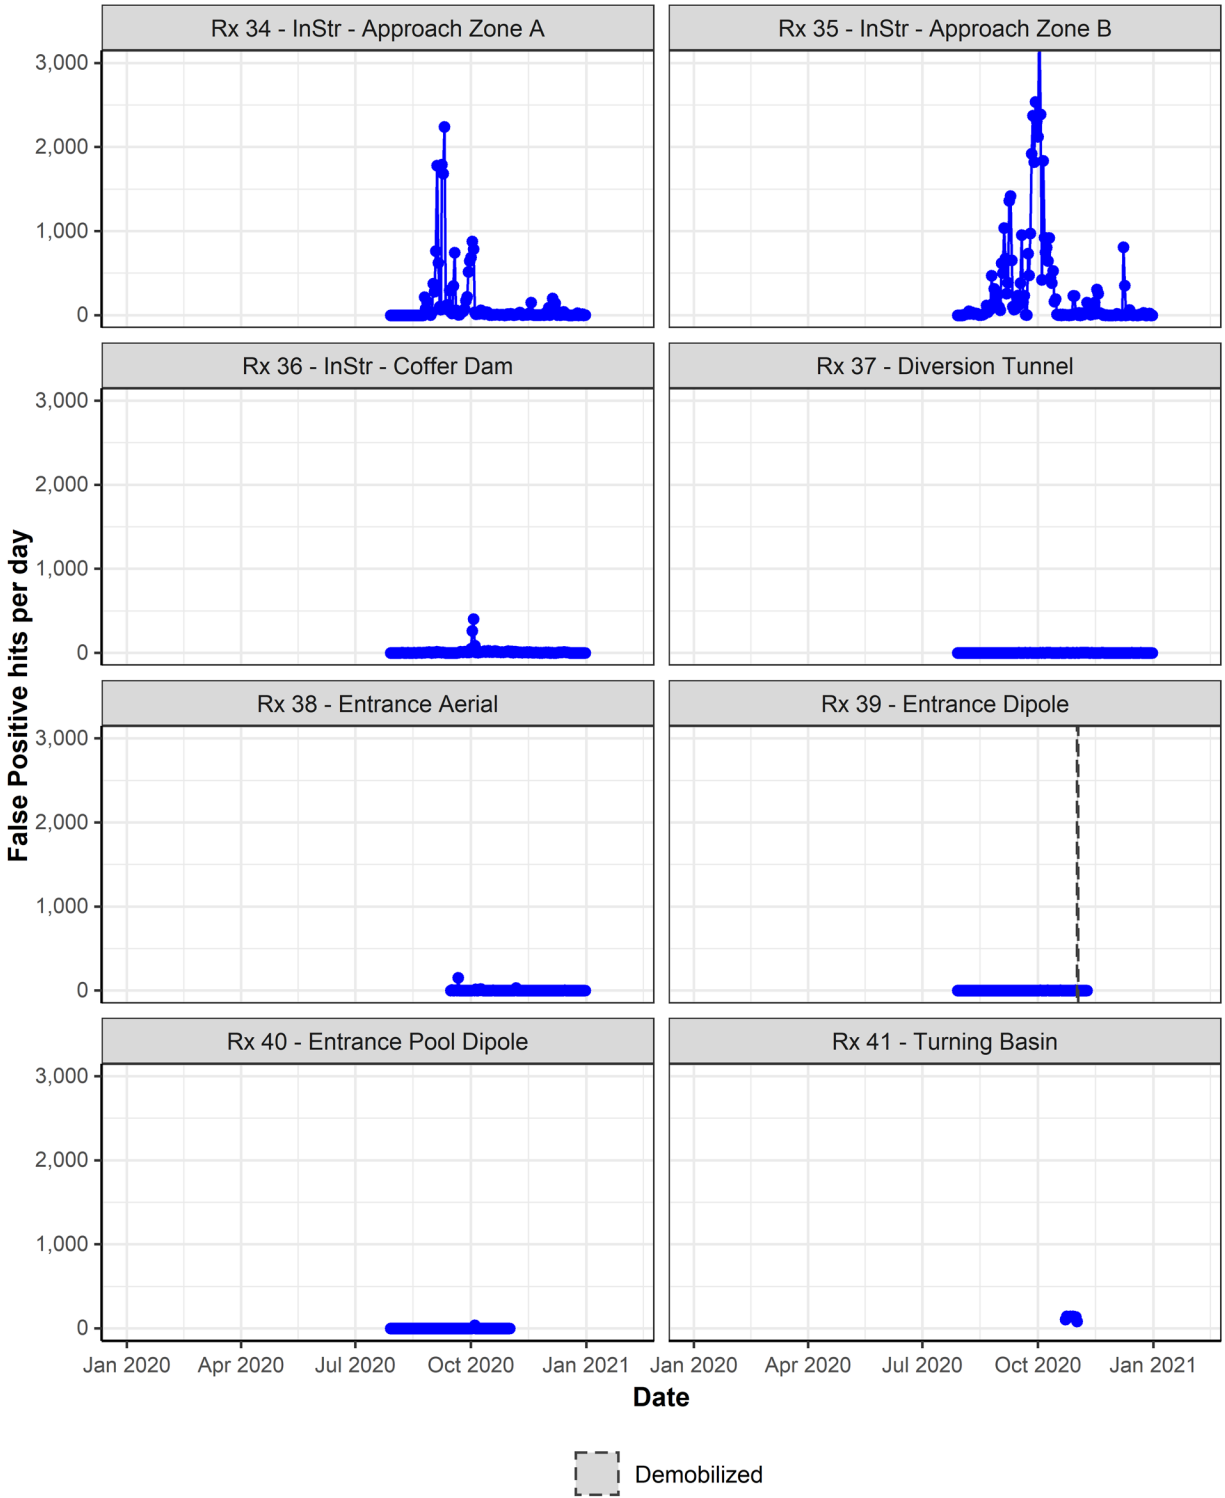 Rx 34 - InStr - Approach Zone A
Rx 35 - InStr - Approach Zone B
3,000
2,000
1,000
0
Rx 36 - InStr - Coffer Dam
Rx 37 - Diversion Tunnel
3,000
2,000
1,000
0
False Positive hits per day
Rx 38 - Entrance Aerial
Rx 39 - Entrance Dipole
3,000
2,000
1,000
0
Rx 40 - Entrance Pool Dipole
Rx 41 - Turning Basin
3,000
2,000
1,000
0
Jan 2020 Apr 2020 Jul 2020 Oct 2020 Jan 2021 Jan 2020 Apr 2020 Jul 2020 Oct 2020 Jan 2021
Date
Demobilized